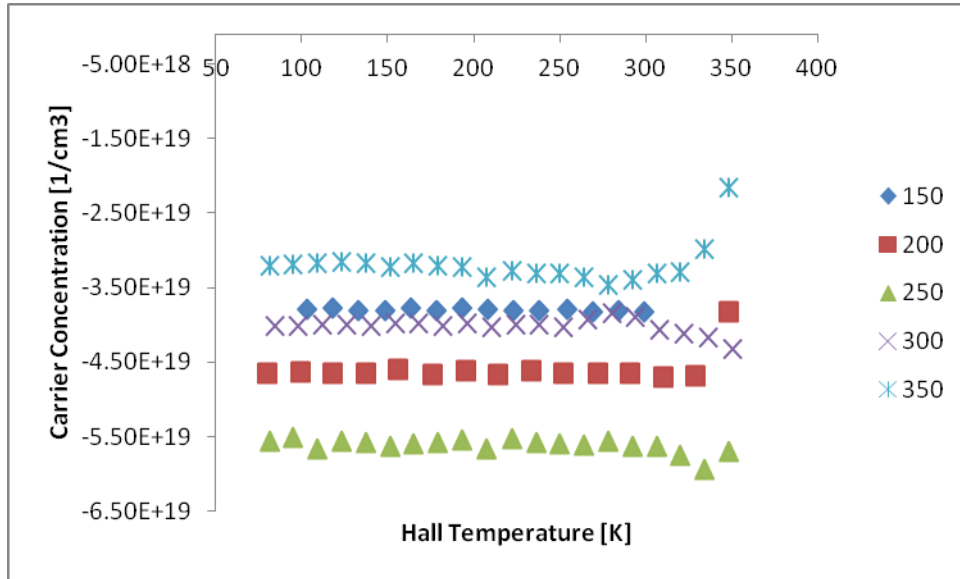 -5.00E+18
50 100 150 200 250 300 350 400
-1.50E+19
-2.50E+19
-3.50E+19
-4.50E+19
-5.50E+19
-6.50E+19
Carrier Concentration [1/cm3]
Hall Temperature [K]
150
200
250
300
350